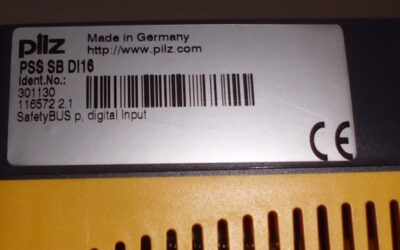 pilz
Made in Germany
http://www.pilz.com
PSS SB DI16
Ident.No.:
301130
116572 2.1
SafetyBUS p, digital Input
CE